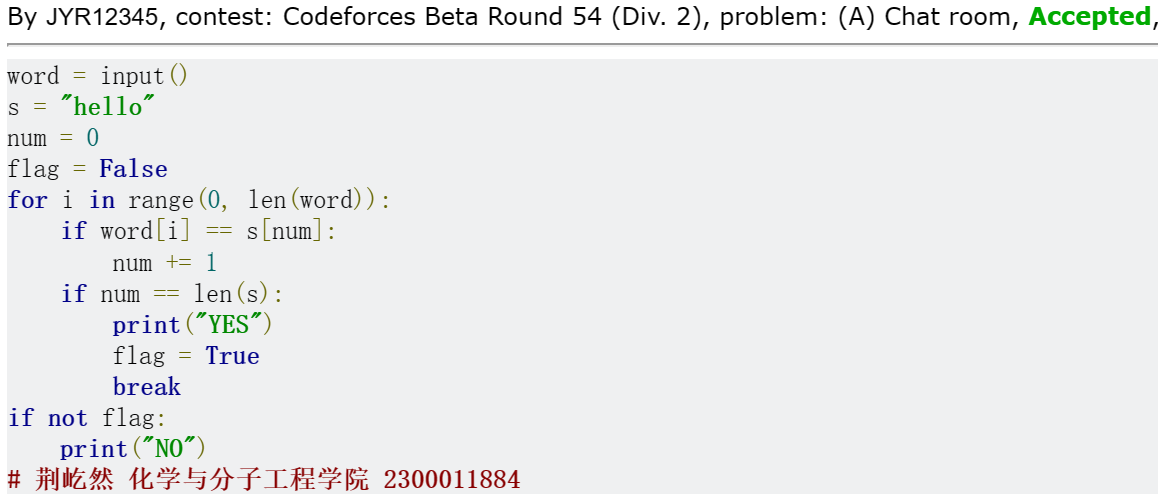 By JYR12345, contest: Codeforces Beta Round 54 (Div. 2), problem: (A) Chat room, Accepted,
word = input()
s = "hello"
num = 0
flag = False
for i in range(0, len(word)):
    if word[i] == s[num]:
        num += 1
    if num == len(s):
        print("YES")
        flag = True
        break
if not flag:
    print("NO")
# 荆屹然 化学与分子工程学院 2300011884